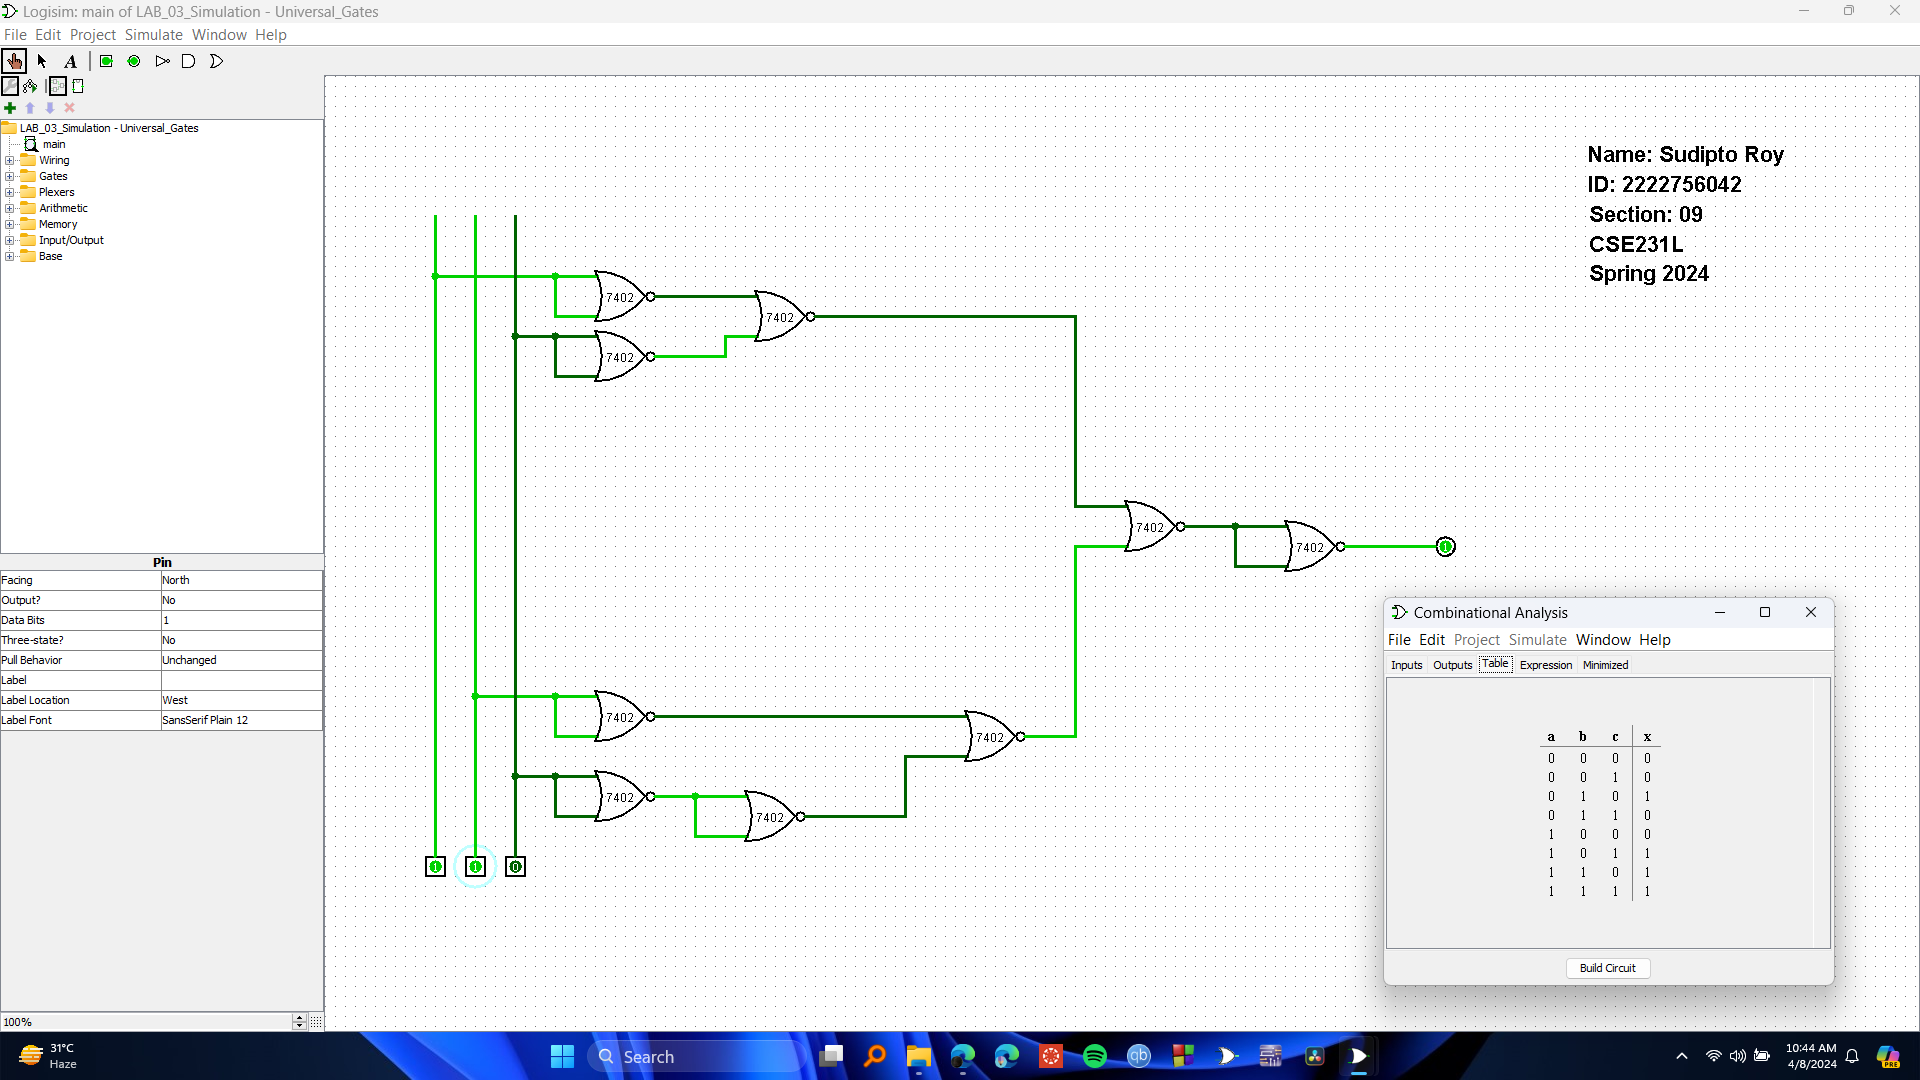 Logisim: main of LAB_03_Simulation - Universal_Gates
File Edit Project Simulate Window Help
A
LAB_03_Simulation - Universal_Gates
main
Wiring
Gates
Plexers
Arithmetic
Memory
Input/Output
Base
Pin
Facing North
Output? No
Data Bits 1
Three-state? No
Pull Behavior Unchanged
Label
Label Location West
Label Font SansSerif Plain 12
100%
Name: Sudipto Roy
ID: 2222756042
Section: 09
CSE231L
Spring 2024
7402
7402
7402
7402
7402
1
7402
7402
7402
7402
1 1 0
Combinational Analysis
File Edit Project Simulate Window Help
Inputs Outputs Table Expression Minimized
a b c x
0 0 0 0
0 0 1 0
0 1 0 1
0 1 1 0
1 0 0 0
1 0 1 1
1 1 0 1
1 1 1 1
Build Circuit
31°C
Haze
Search
qb
10:44 AM
4/8/2024
PRE